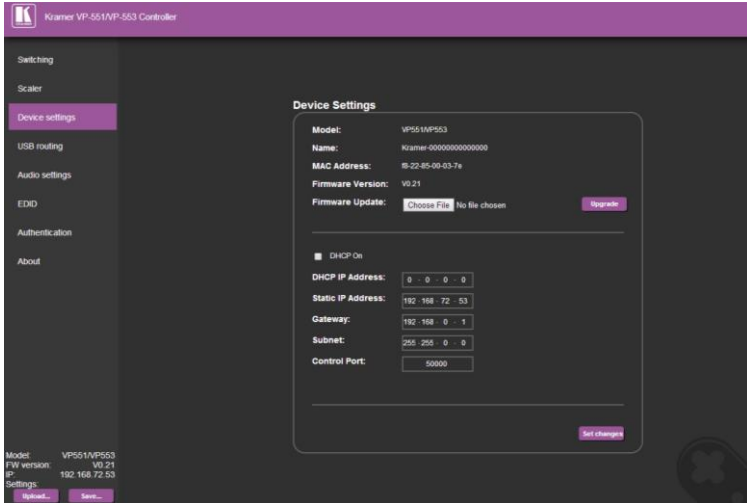 Kramer VP-551/VP-553 Controller
Switching
Scaler
Device settings
USB routing
Audio settings
EDID
Authentication
About
Device Settings
Model: VP551/VP553
Name: Kramer-00000000000000
MAC Address: f8-22-85-00-03-7e
Firmware Version: V0.21
Firmware Update: Choose File No file chosen Upgrade
DHCP On
DHCP IP Address: 0 - 0 - 0 - 0
Static IP Address: 192 - 168 - 72 - 53
Gateway: 192 - 168 - 0 - 1
Subnet: 255 - 255 - 0 - 0
Control Port: 50000
Set changes
Model: VP551/VP553
FW version: V0.21
IP: 192.168.72.53
Settings:
Upload... Save...